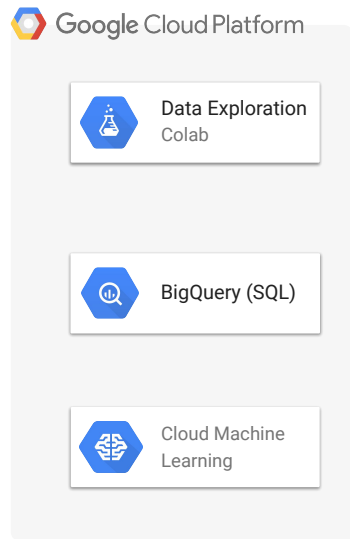 Google Cloud Platform
Data Exploration
Colab
BigQuery (SQL)
Cloud Machine
Learning